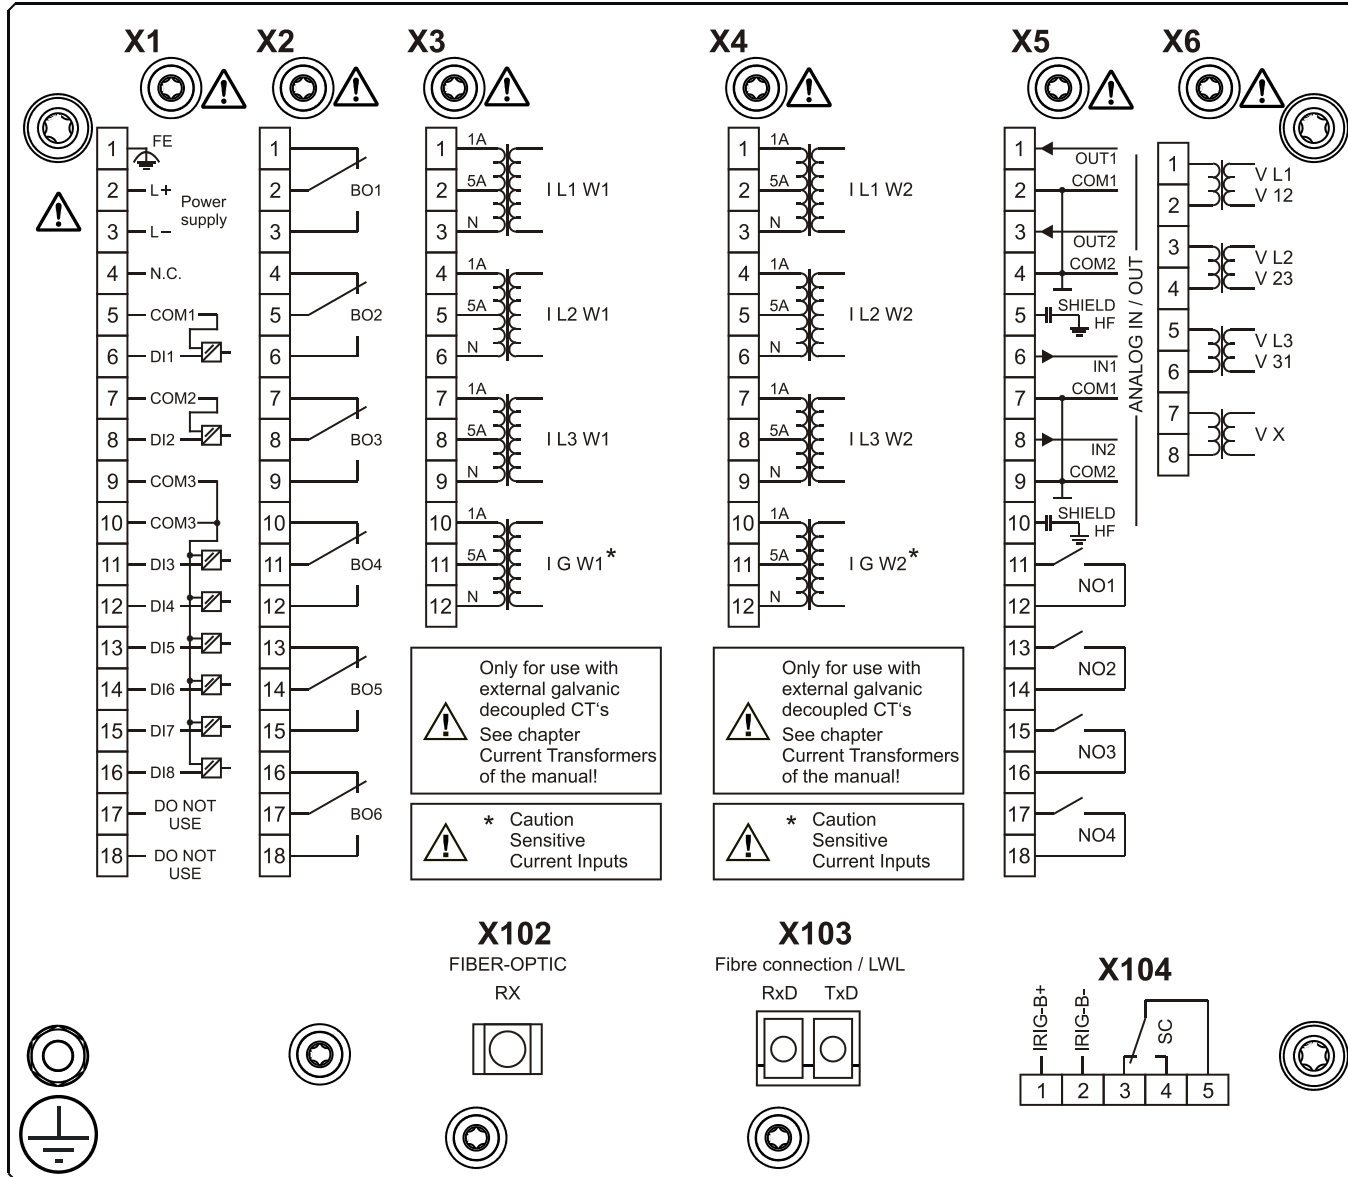 X1
X2
X3
X4
X5
X6
1 FE
2 L+
3 L–
Power
supply
4 N.C.
5 COM1
6 DI1
7 COM2
8 DI2
9 COM3
10 COM3
11 DI3
12 DI4
13 DI5
14 DI6
15 DI7
16 DI8
17 DO NOT
USE
18 DO NOT
USE
1
2 BO1
3
4
5 BO2
6
7
8 BO3
9
10
11 BO4
12
13
14 BO5
15
16
17 BO6
18
1 1A
2 5A I L1 W1
3 N
4 1A
5 5A I L2 W1
6 N
7 1A
8 5A I L3 W1
9 N
10 1A
11 5A I G W1*
12 N
Only for use with
external galvanic
decoupled CT‘s
See chapter
Current Transformers
of the manual!
* Caution
Sensitive
Current Inputs
1 1A
2 5A I L1 W2
3 N
4 1A
5 5A I L2 W2
6 N
7 1A
8 5A I L3 W2
9 N
10 1A
11 5A I G W2*
12 N
Only for use with
external galvanic
decoupled CT‘s
See chapter
Current Transformers
of the manual!
* Caution
Sensitive
Current Inputs
1 OUT1
2 COM1
3 OUT2
4 COM2
5 SHIELD
HF
6 IN1
7 COM1
8 IN2
9 COM2
10 SHIELD
HF
ANALOG IN / OUT
11
NO1
12
13
NO2
14
15
NO3
16
17
NO4
18
1 V L1
2 V 12
3 V L2
4 V 23
5 V L3
6 V 31
7
V X
8
X102
FIBER-OPTIC
RX
X103
Fibre connection / LWL
RxD TxD
X104
IRIG-B+
IRIG-B-
SC
1 2 3 4 5